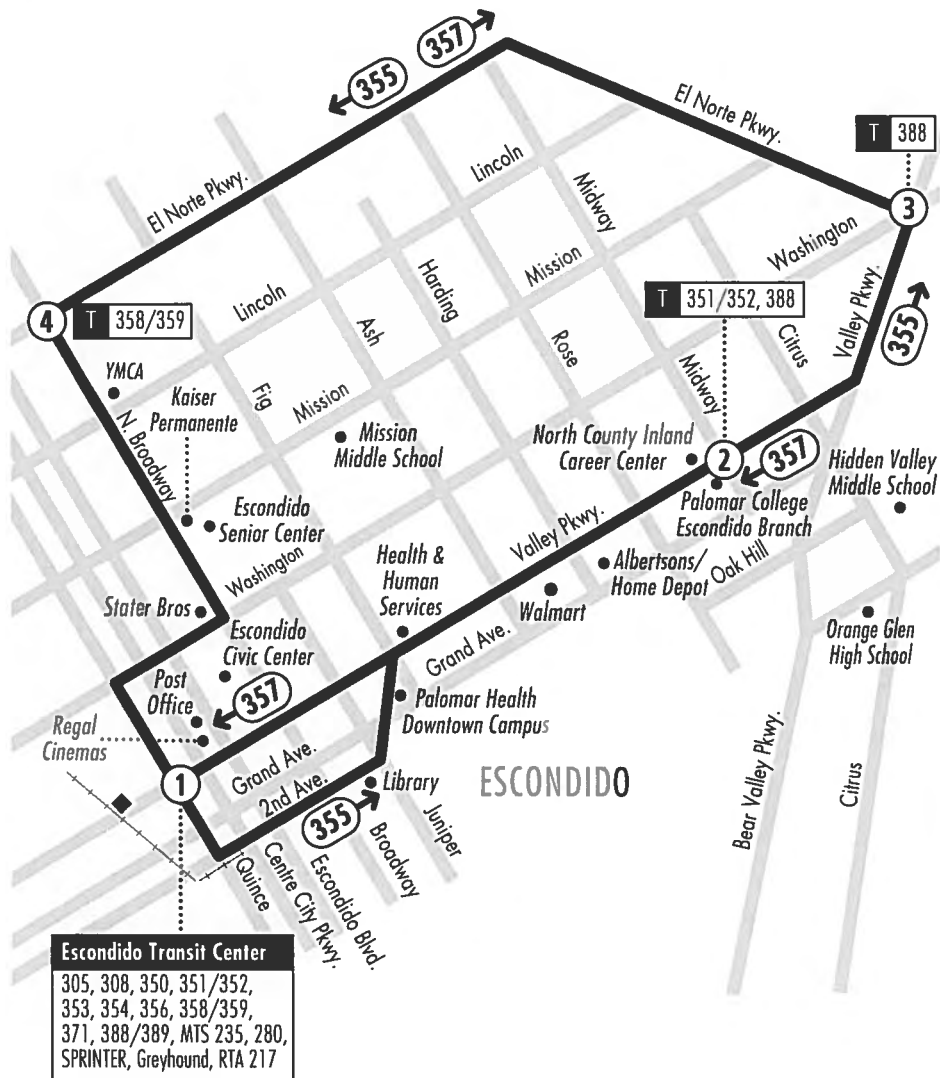 355
357
El Norte Pkwy.
El Norte Pkwy.
T 388
3
Lincoln
Midway
Washington
Mission
Harding
Lincoln
T 351/352, 388
Valley Pkwy.
355
4
T 358/359
Ash
Rose
Citrus
YMCA
Fig
Mission
Midway
Kaiser
Permanente
N. Broadway
Mission
Middle School
North County Inland
Career Center
2
357
Hidden Valley
Middle School
Palomar College
Escondido Branch
Escondido
Senior Center
Valley Pkwy.
Washington
Health &
Human
Services
Albertsons/
Home Depot
Oak Hill
Walmart
Stater Bros
Escondido
Civic Center
Grand Ave.
Orange Glen
High School
Post
Office
357
Palomar Health
Downtown Campus
Regal
Cinemas
Grand Ave.
2nd Ave.
1
Library
ESCONDIDO
Bear Valley Pkwy.
Citrus
355
Juniper
Broadway
Escondido Blvd.
Centre City Pkwy.
Quince
Escondido Transit Center
305, 308, 350, 351/352,
353, 354, 356, 358/359,
371, 388/389, MTS 235, 280,
SPRINTER, Greyhound, RTA 217